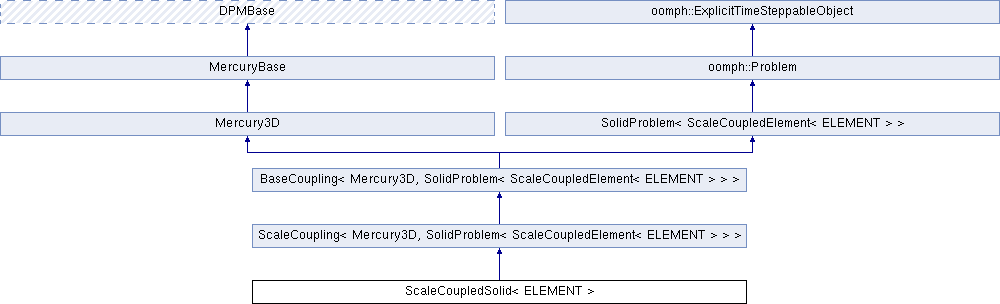 DPMBase
oomph::ExplicitTimeSteppableObject
MercuryBase
oomph::Problem
Mercury3D
SolidProblem< ScaleCoupledElement< ELEMENT > >
BaseCoupling< Mercury3D, SolidProblem< ScaleCoupledElement< ELEMENT > > >
ScaleCoupling< Mercury3D, SolidProblem< ScaleCoupledElement< ELEMENT > > >
ScaleCoupledSolid< ELEMENT >